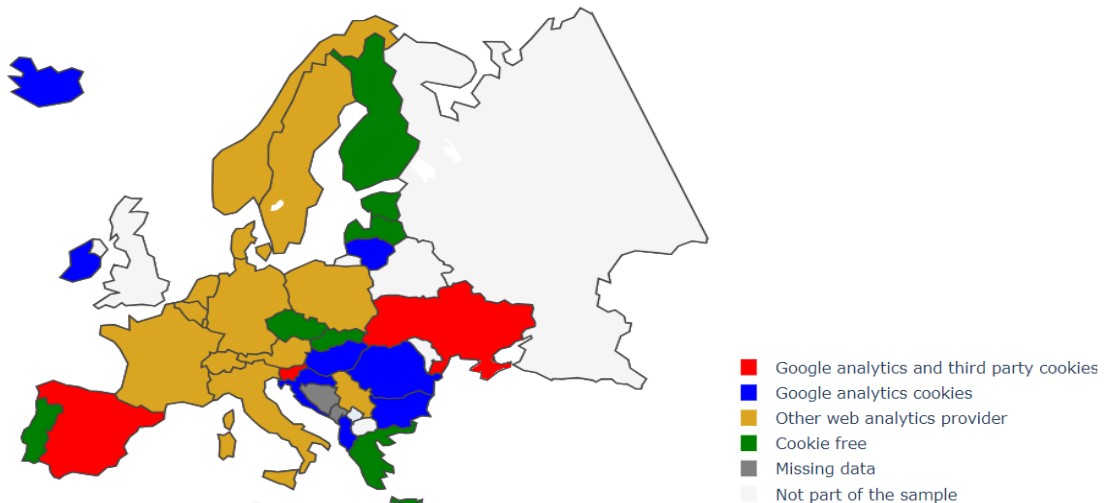 Google analytics and third party cookies
Google analytics cookies
Other web analytics provider
Cookie free
Missing data
Not part of the sample